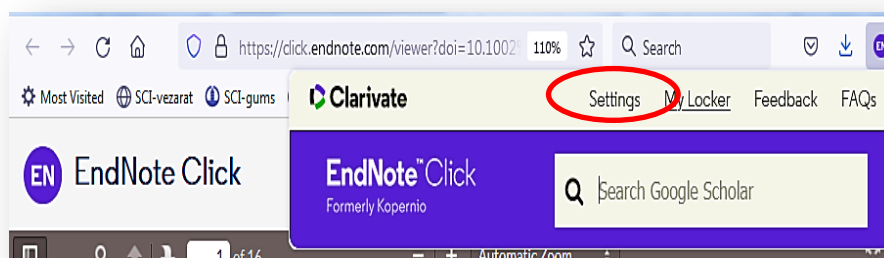 https://click.endnote.com/viewer?doi=10.1002
110%
Search
Most Visited
SCI-vezarat
SCI-gums
Clarivate
Settings
My Locker
Feedback
FAQs
EN
EndNote Click
EndNote™ Click
Formerly Kopernio
Search Google Scholar
1 of 16
Automatic Zoom